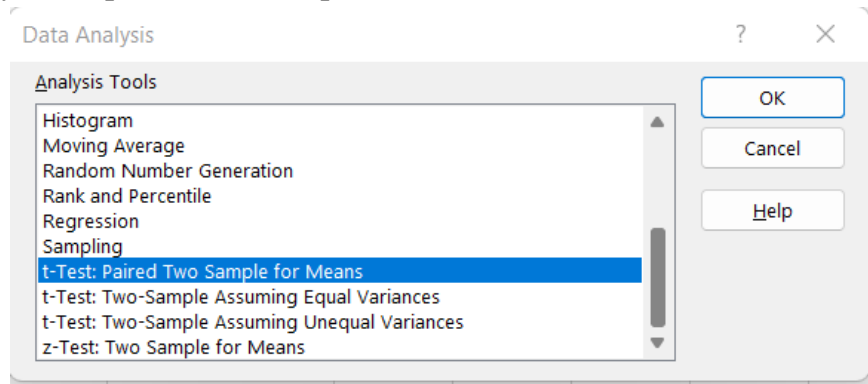 Data Analysis ?
Analysis Tools
Histogram
Moving Average
Random Number Generation
Rank and Percentile
Regression
Sampling
t-Test: Paired Two Sample for Means
t-Test: Two-Sample Assuming Equal Variances
t-Test: Two-Sample Assuming Unequal Variances
z-Test: Two Sample for Means
OK
Cancel
Help